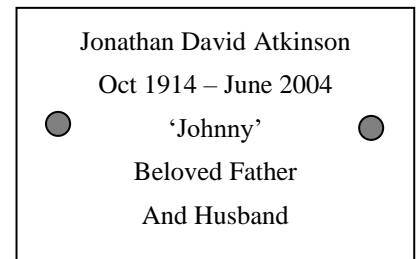 Jonathan David Atkinson
Oct 1914 – June 2004
‘Johnny’
Beloved Father
And Husband